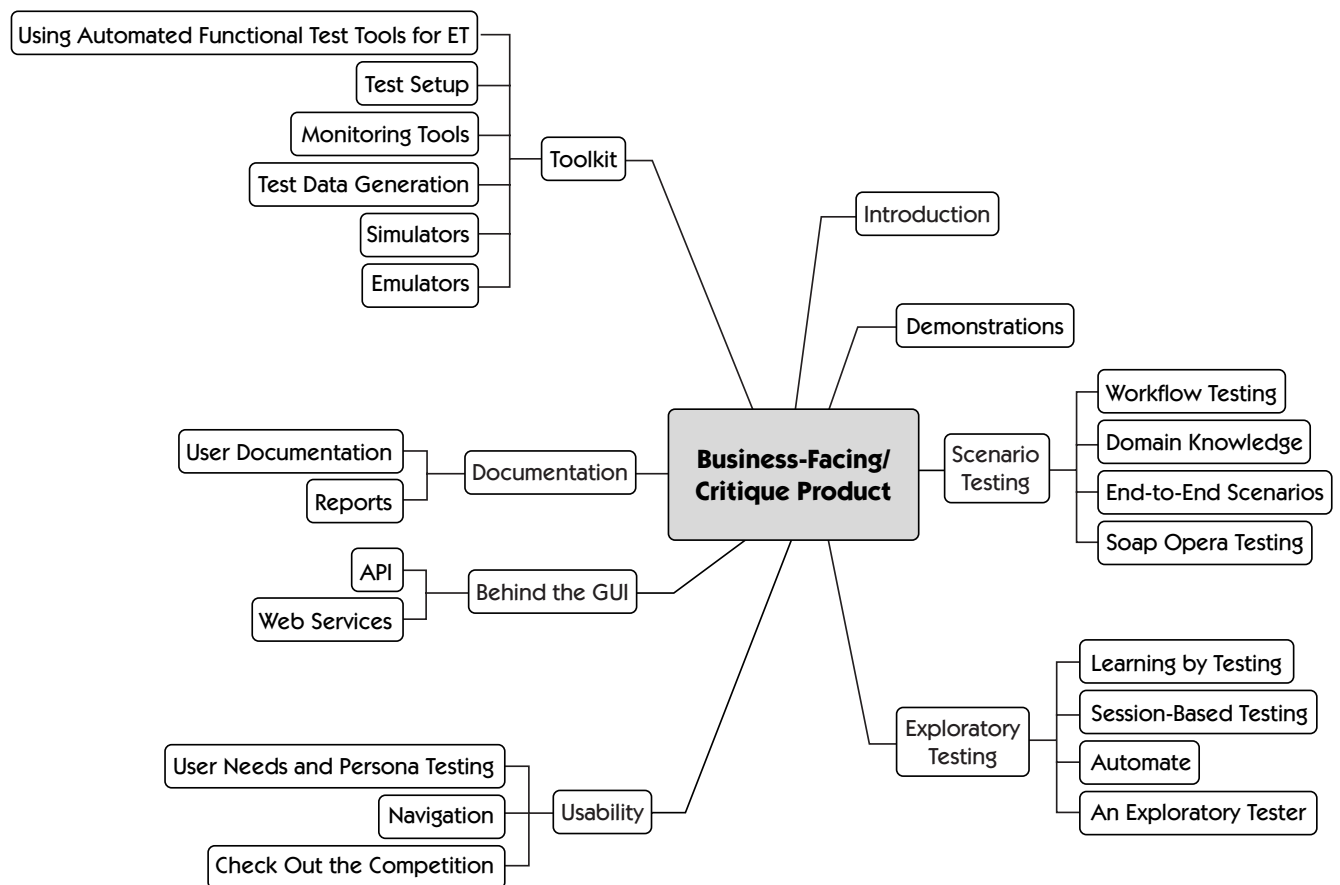 Using Automated Functional Test Tools for ET
Test Setup
Monitoring Tools
Test Data Generation
Simulators
Emulators
Toolkit
Introduction
Demonstrations
Business-Facing/
Critique Product
Scenario
Testing
Workflow Testing
Domain Knowledge
End-to-End Scenarios
Soap Opera Testing
User Documentation
Reports
Documentation
API
Web Services
Behind the GUI
Exploratory
Testing
Learning by Testing
Session-Based Testing
Automate
An Exploratory Tester
User Needs and Persona Testing
Navigation
Check Out the Competition
Usability